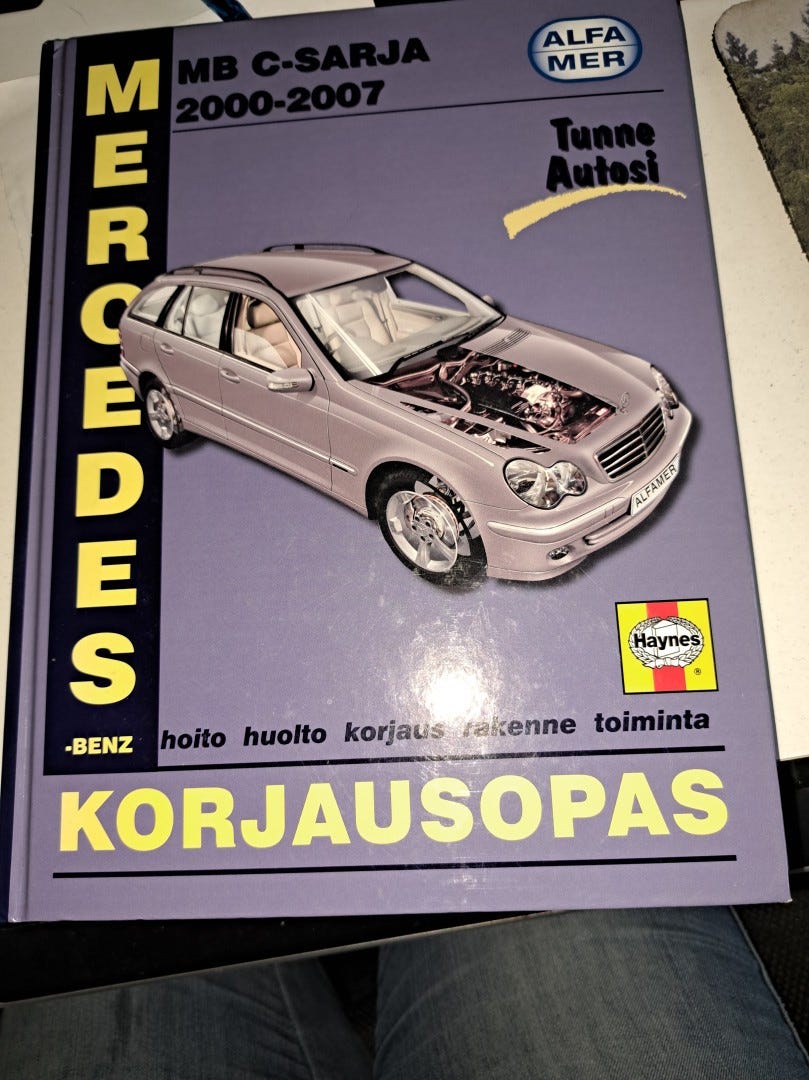 MB C-SARJA
2000-2007
ALFA
MER
Tunne
Autosi
MERCEDES
-BENZ
ALFAMER
Haynes
®
hoito huolto korjaus rakenne toiminta
KORJAUSOPAS